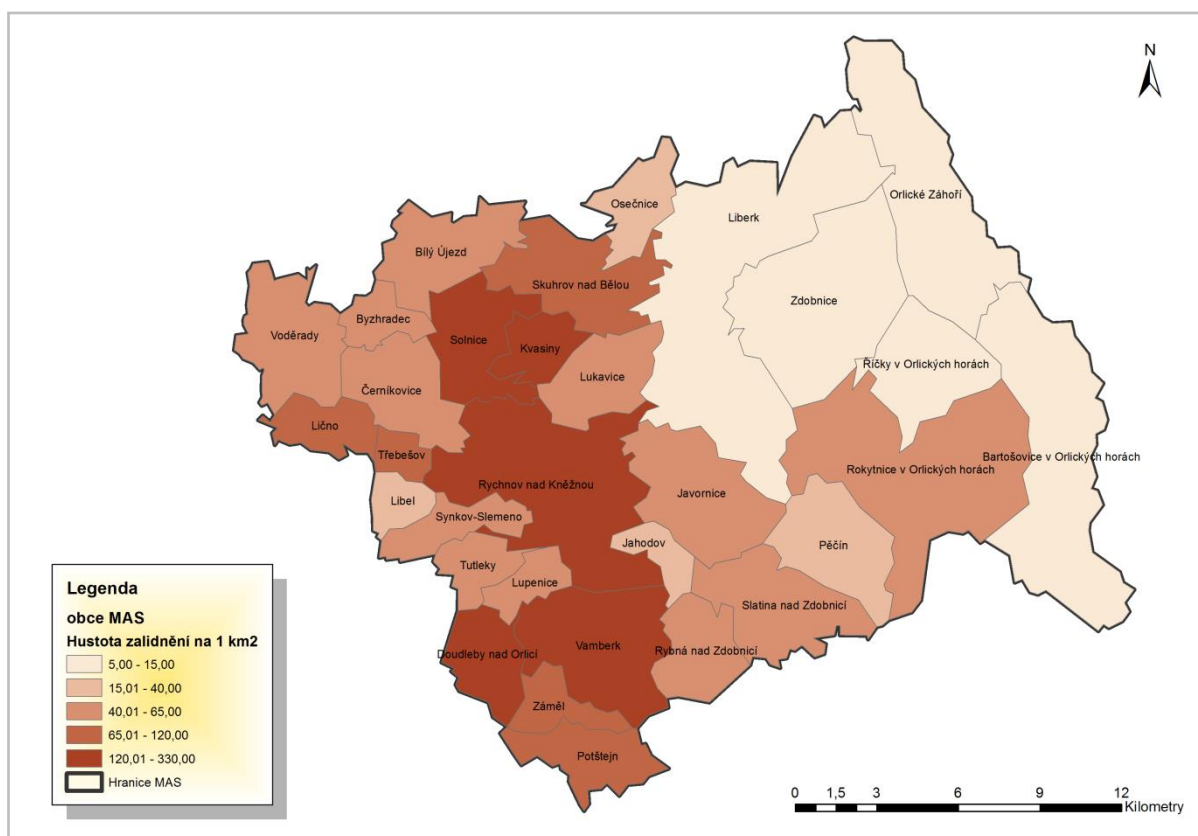 N
Orlické Záhoří
Osečnice
Liberk
Bílý Újezd
Skuhrov nad Bělou
Zdobnice
Byzhradec
Voděrady
Solnice
Kvasiny
Říčky v Orlických horách
Lukavice
Černíkovice
Lično
Třebešov
Bartošovice v Orlických horách
Rokytnice v Orlických horách
Rychnov nad Kněžnou
Javornice
Libel
Synkov-Slemeno
Jahodov
Pěčín
Tutleky
Lupenice
Slatina nad Zdobnicí
Doudleby nad Orlicí
Vamberk
Rybná nad Zdobnicí
Záměl
Potštejn
Legenda
obce MAS
Hustota zalidnění na 1 km2
5,00 - 15,00
15,01 - 40,00
40,01 - 65,00
65,01 - 120,00
120,01 - 330,00
Hranice MAS
0 1,5 3 6 9 12
Kilometry